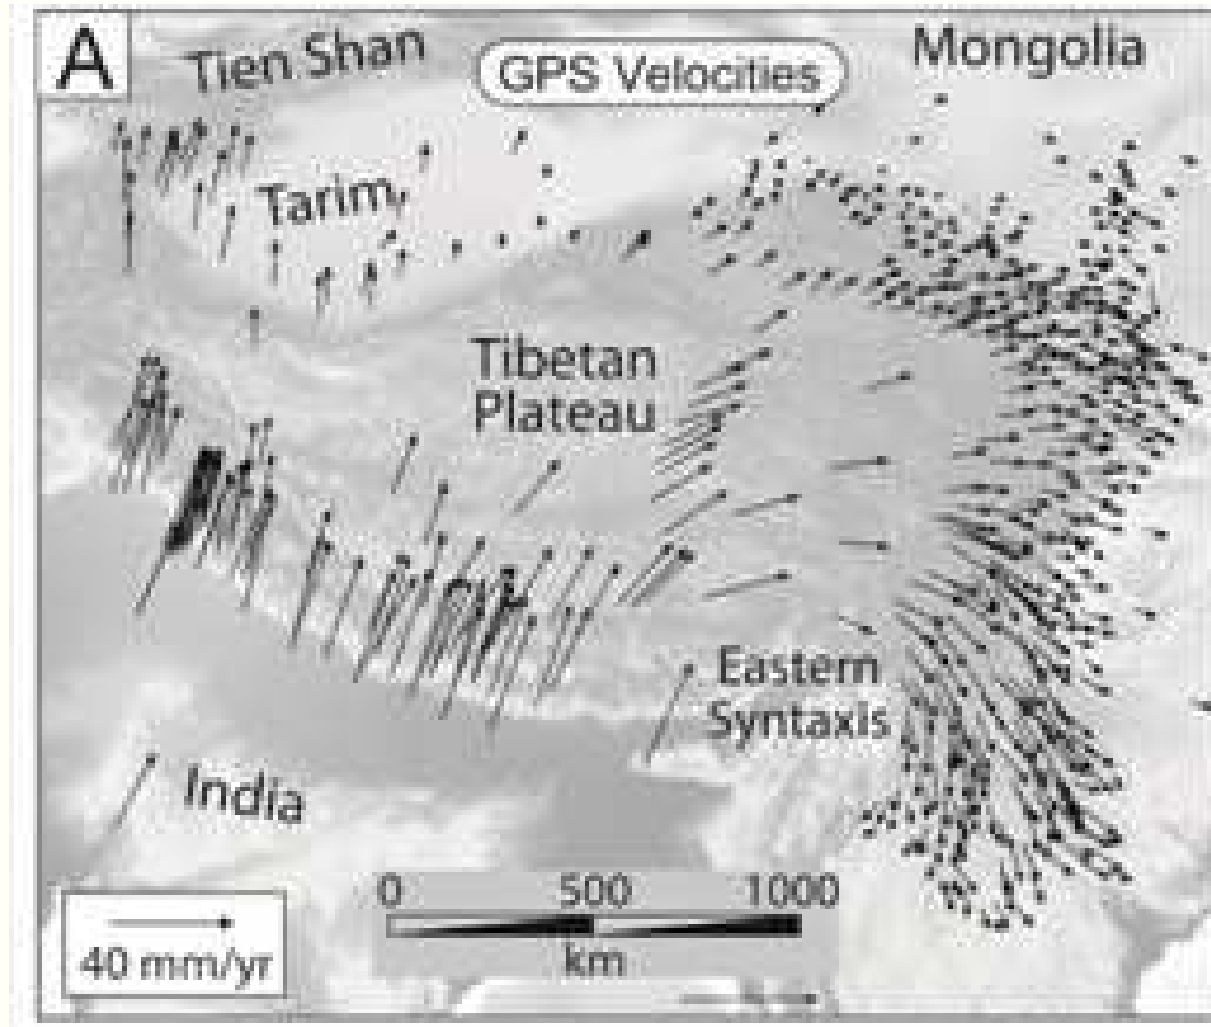 A
Tien Shan
GPS Velocities
Mongolia
Tarim
Tibetan
Plateau
Eastern
Syntaxis
India
0 500 1000
km
40 mm/yr